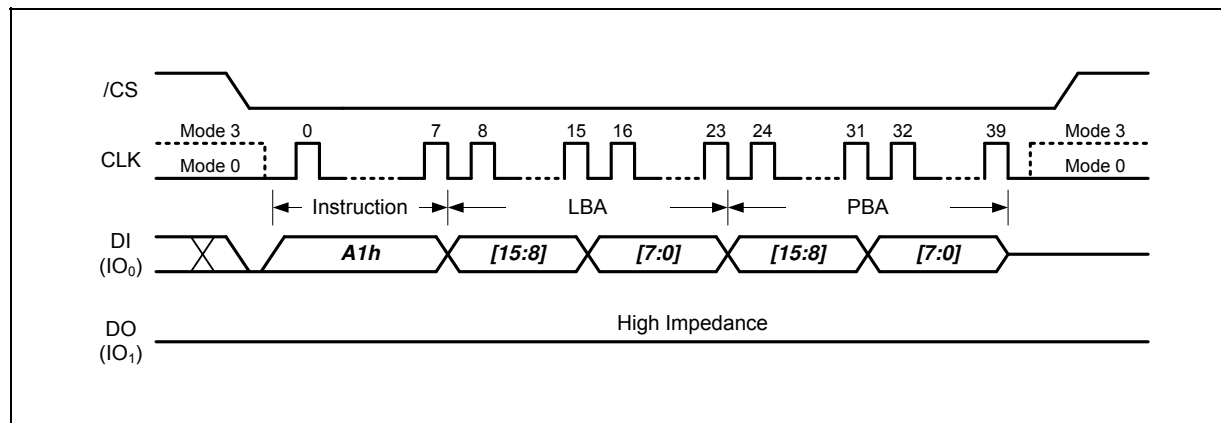 /CS
Mode 3 0 7 8 15 16 23 24 31 32 39 Mode 3
CLK
Mode 0 Mode 0
Instruction LBA PBA
DI
(IO₀)
A1h [15:8] [7:0] [15:8] [7:0]
High Impedance
DO
(IO₁)